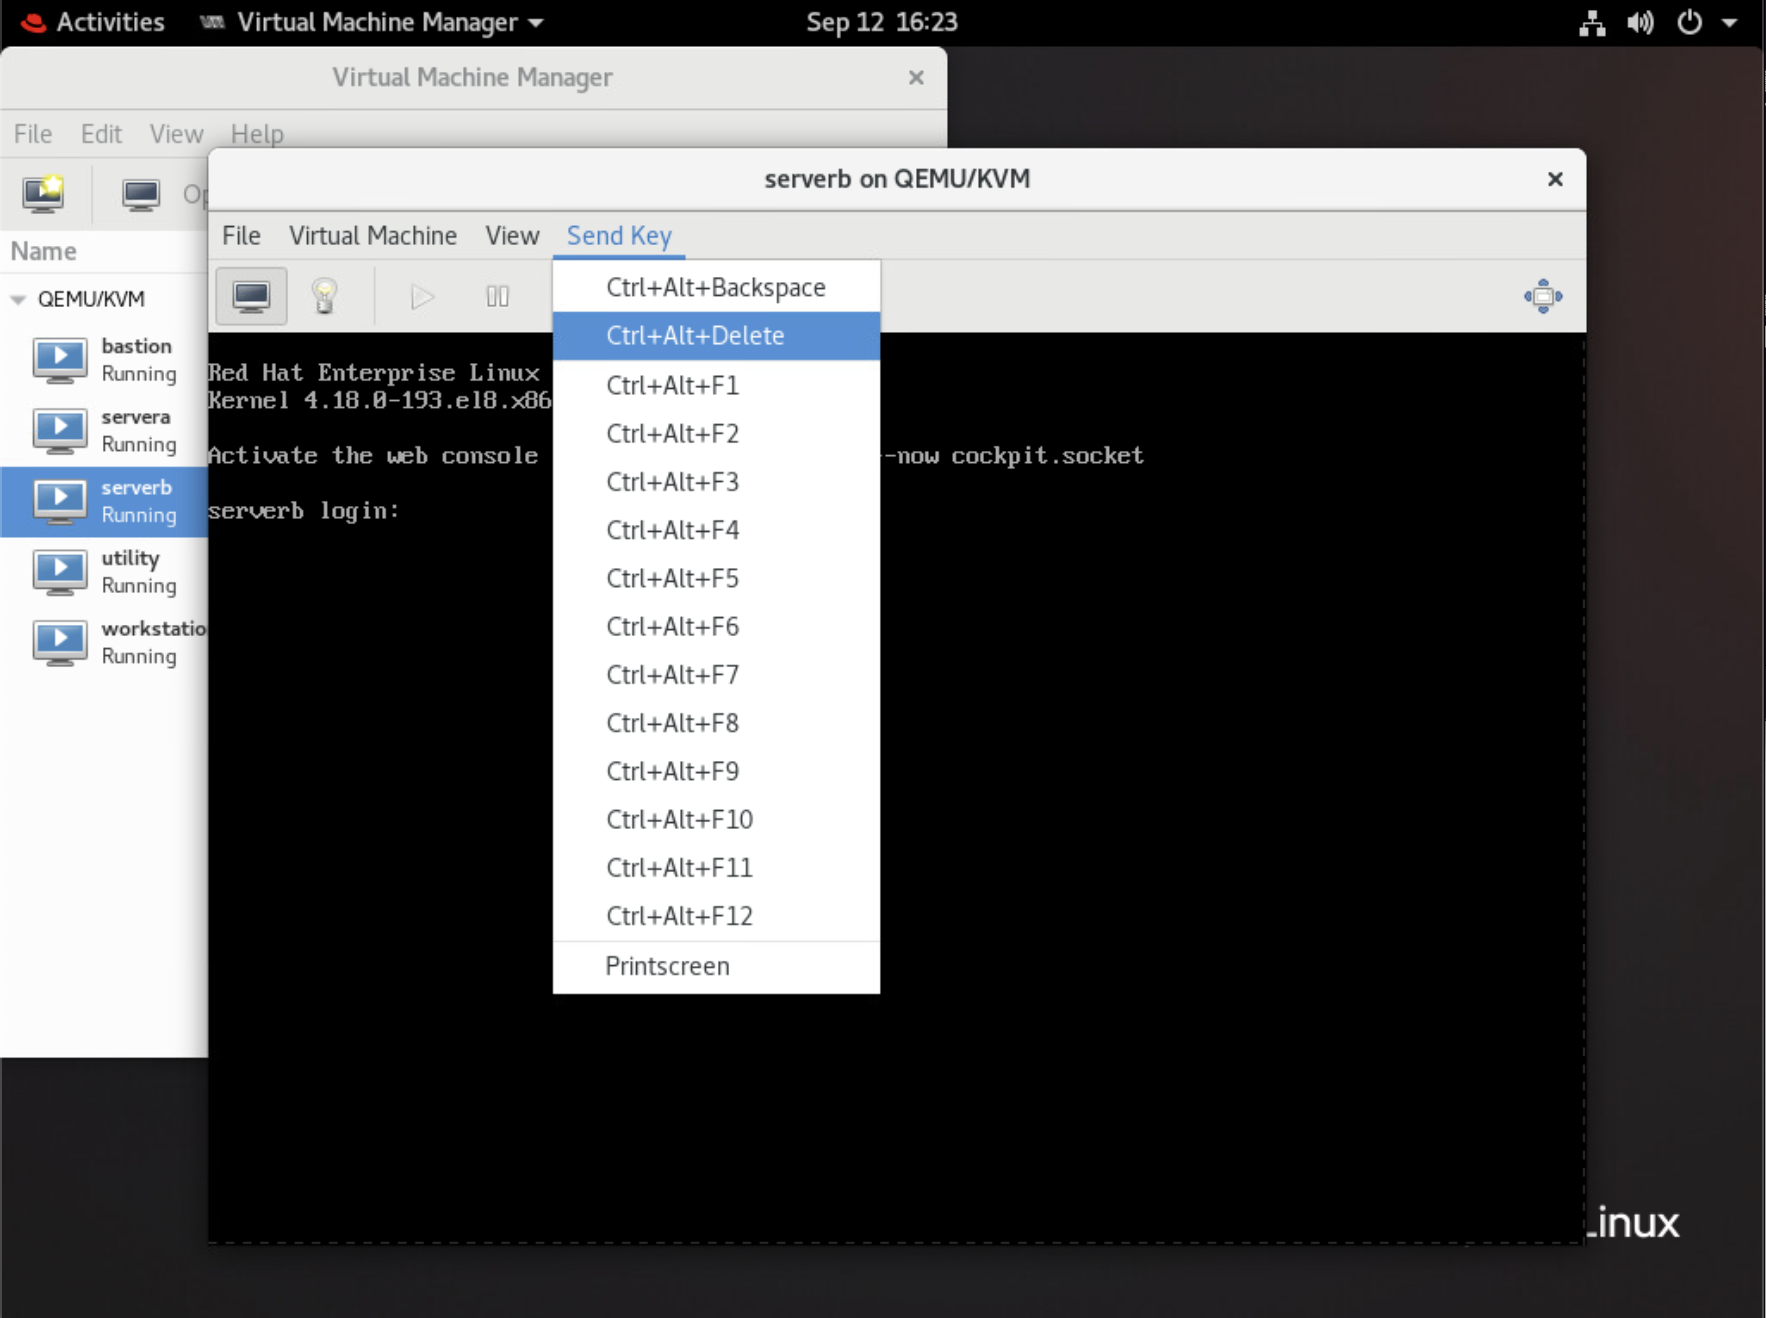 Activities Virtual Machine Manager Sep 12 16:23
Virtual Machine Manager
File Edit View Help
Name
QEMU/KVM
bastion
Running
servera
Running
serverb
Running
utility
Running
workstatio
Running
serverb on QEMU/KVM
File Virtual Machine View Send Key
Ctrl+Alt+Backspace
Ctrl+Alt+Delete
Ctrl+Alt+F1
Ctrl+Alt+F2
Ctrl+Alt+F3
Ctrl+Alt+F4
Ctrl+Alt+F5
Ctrl+Alt+F6
Ctrl+Alt+F7
Ctrl+Alt+F8
Ctrl+Alt+F9
Ctrl+Alt+F10
Ctrl+Alt+F11
Ctrl+Alt+F12
Printscreen
Red Hat Enterprise Linux
Kernel 4.18.0-193.el8.x86
Activate the web console --now cockpit.socket
serverb login:
Linux